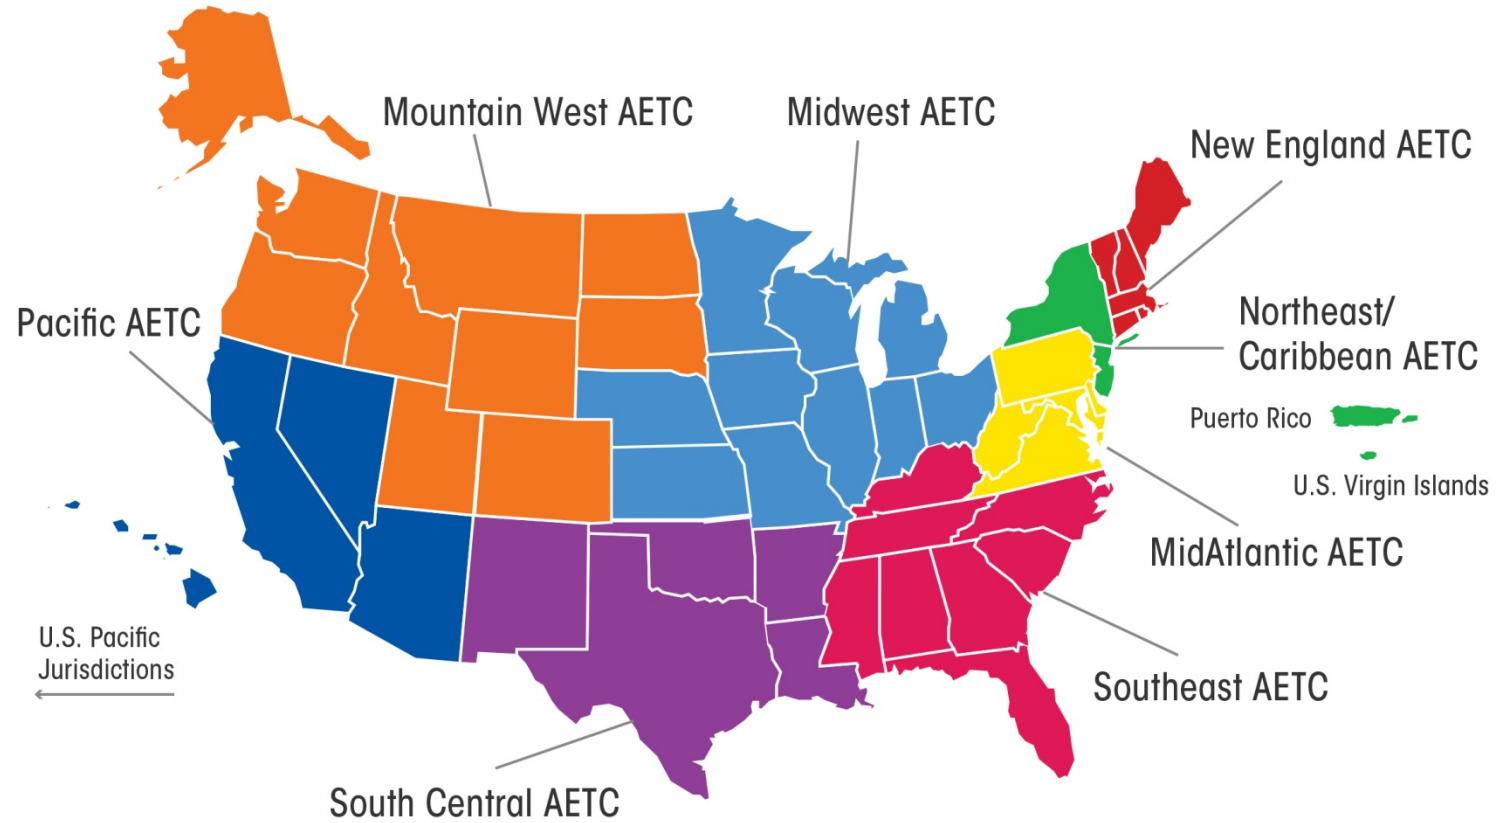 Mountain West AETC
Midwest AETC
New England AETC
Pacific AETC
Northeast/
Caribbean AETC
Puerto Rico
U.S. Virgin Islands
MidAtlantic AETC
U.S. Pacific
Jurisdictions
Southeast AETC
South Central AETC